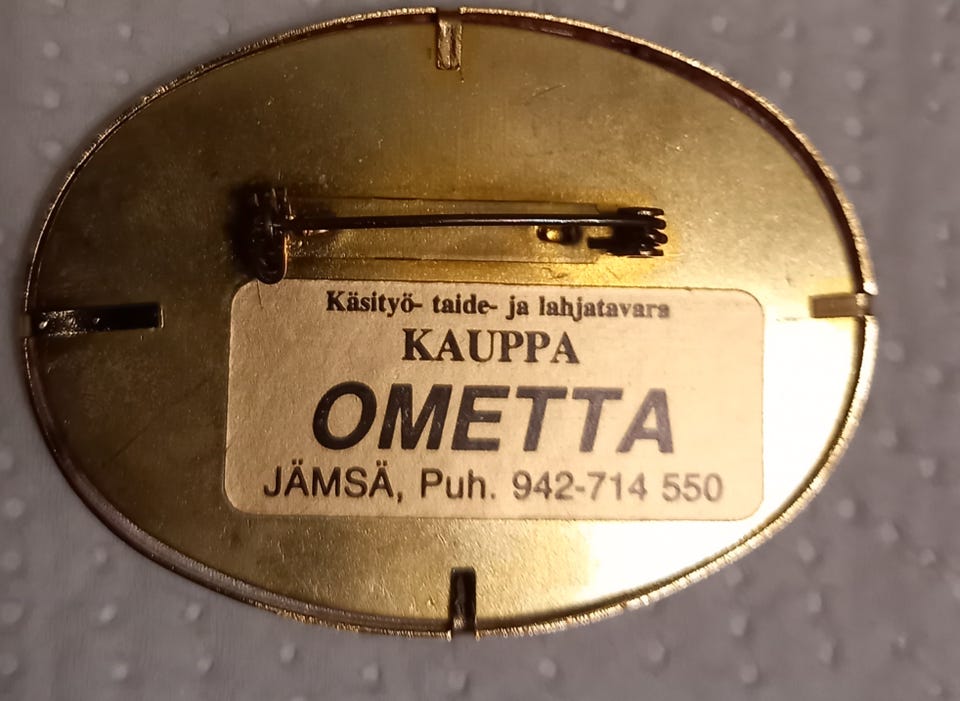 Käsityö- taide- ja lahjatavara
KAUPPA
OMETTA
JÄMSÄ, Puh. 942-714 550